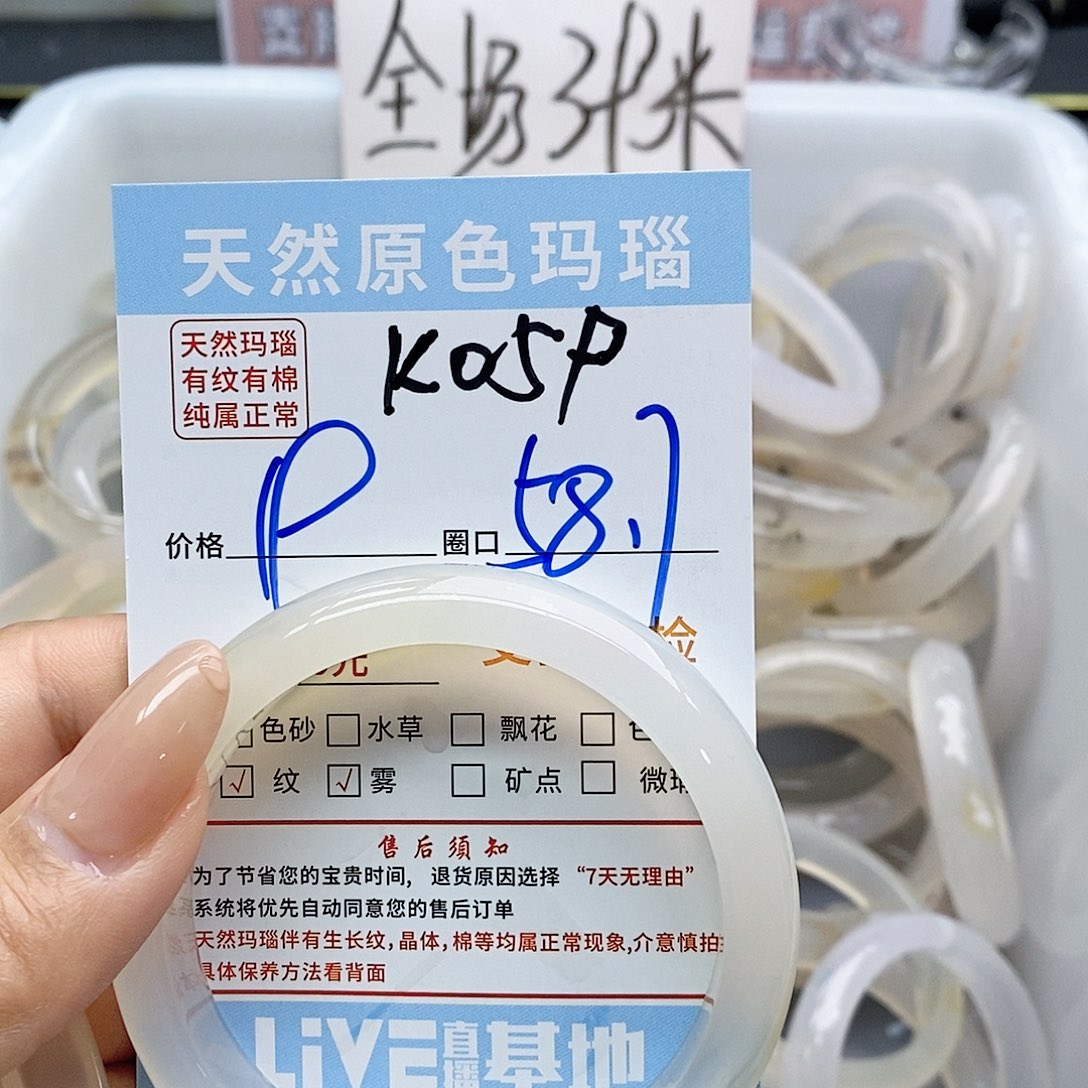 全场31米
天然原色玛瑙
天然玛瑙
有纹有棉
纯属正常
Ka5P
价格 P 圈口 58.1
元
检
色砂 水草 飘花
√ 纹 √ 雾 矿点 微瑕
售后须知
为了节省您的宝贵时间, 退货原因选择 “7天无理由”
系统将优先自动同意您的售后订单
天然玛瑙伴有生长纹,晶体,棉等均属正常现象,介意慎拍
具体保养方法看背面
LiVE直播基地